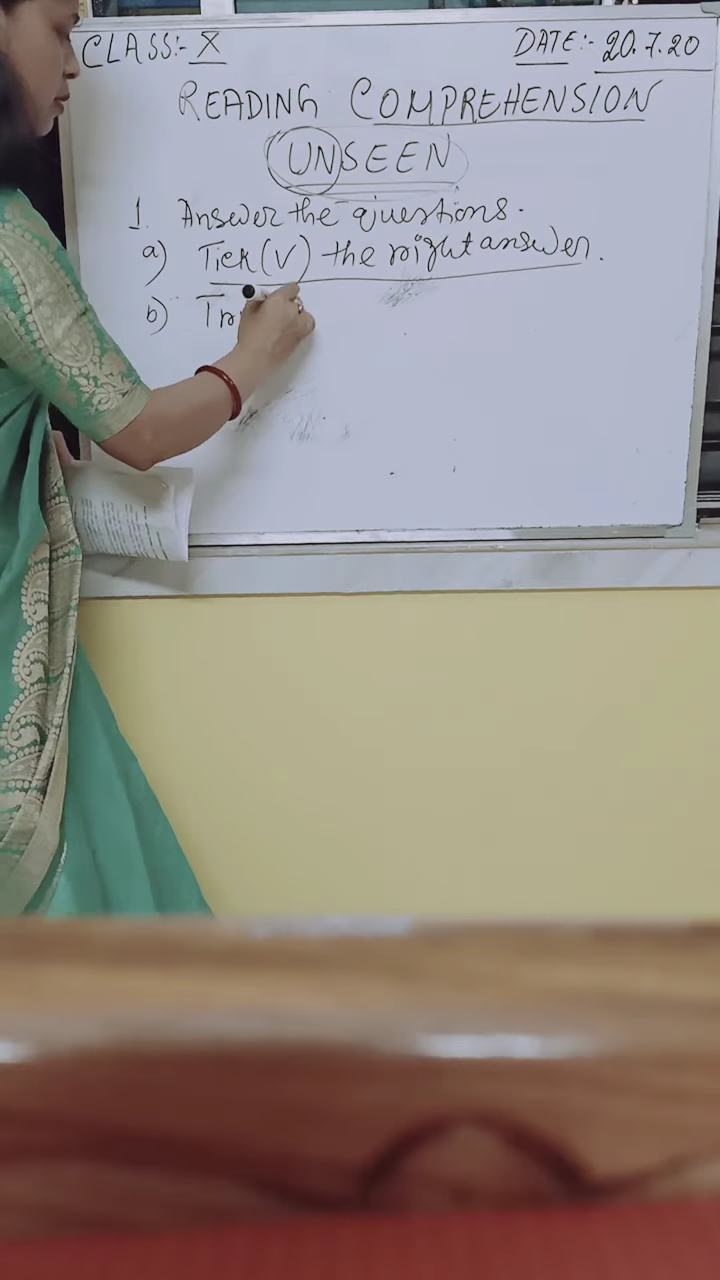 CLASS:- X
DATE:- 20.7.20
READING COMPREHENSION
UNSEEN
1. Answer the questions.
a) Tick (√) the right answer.
b)